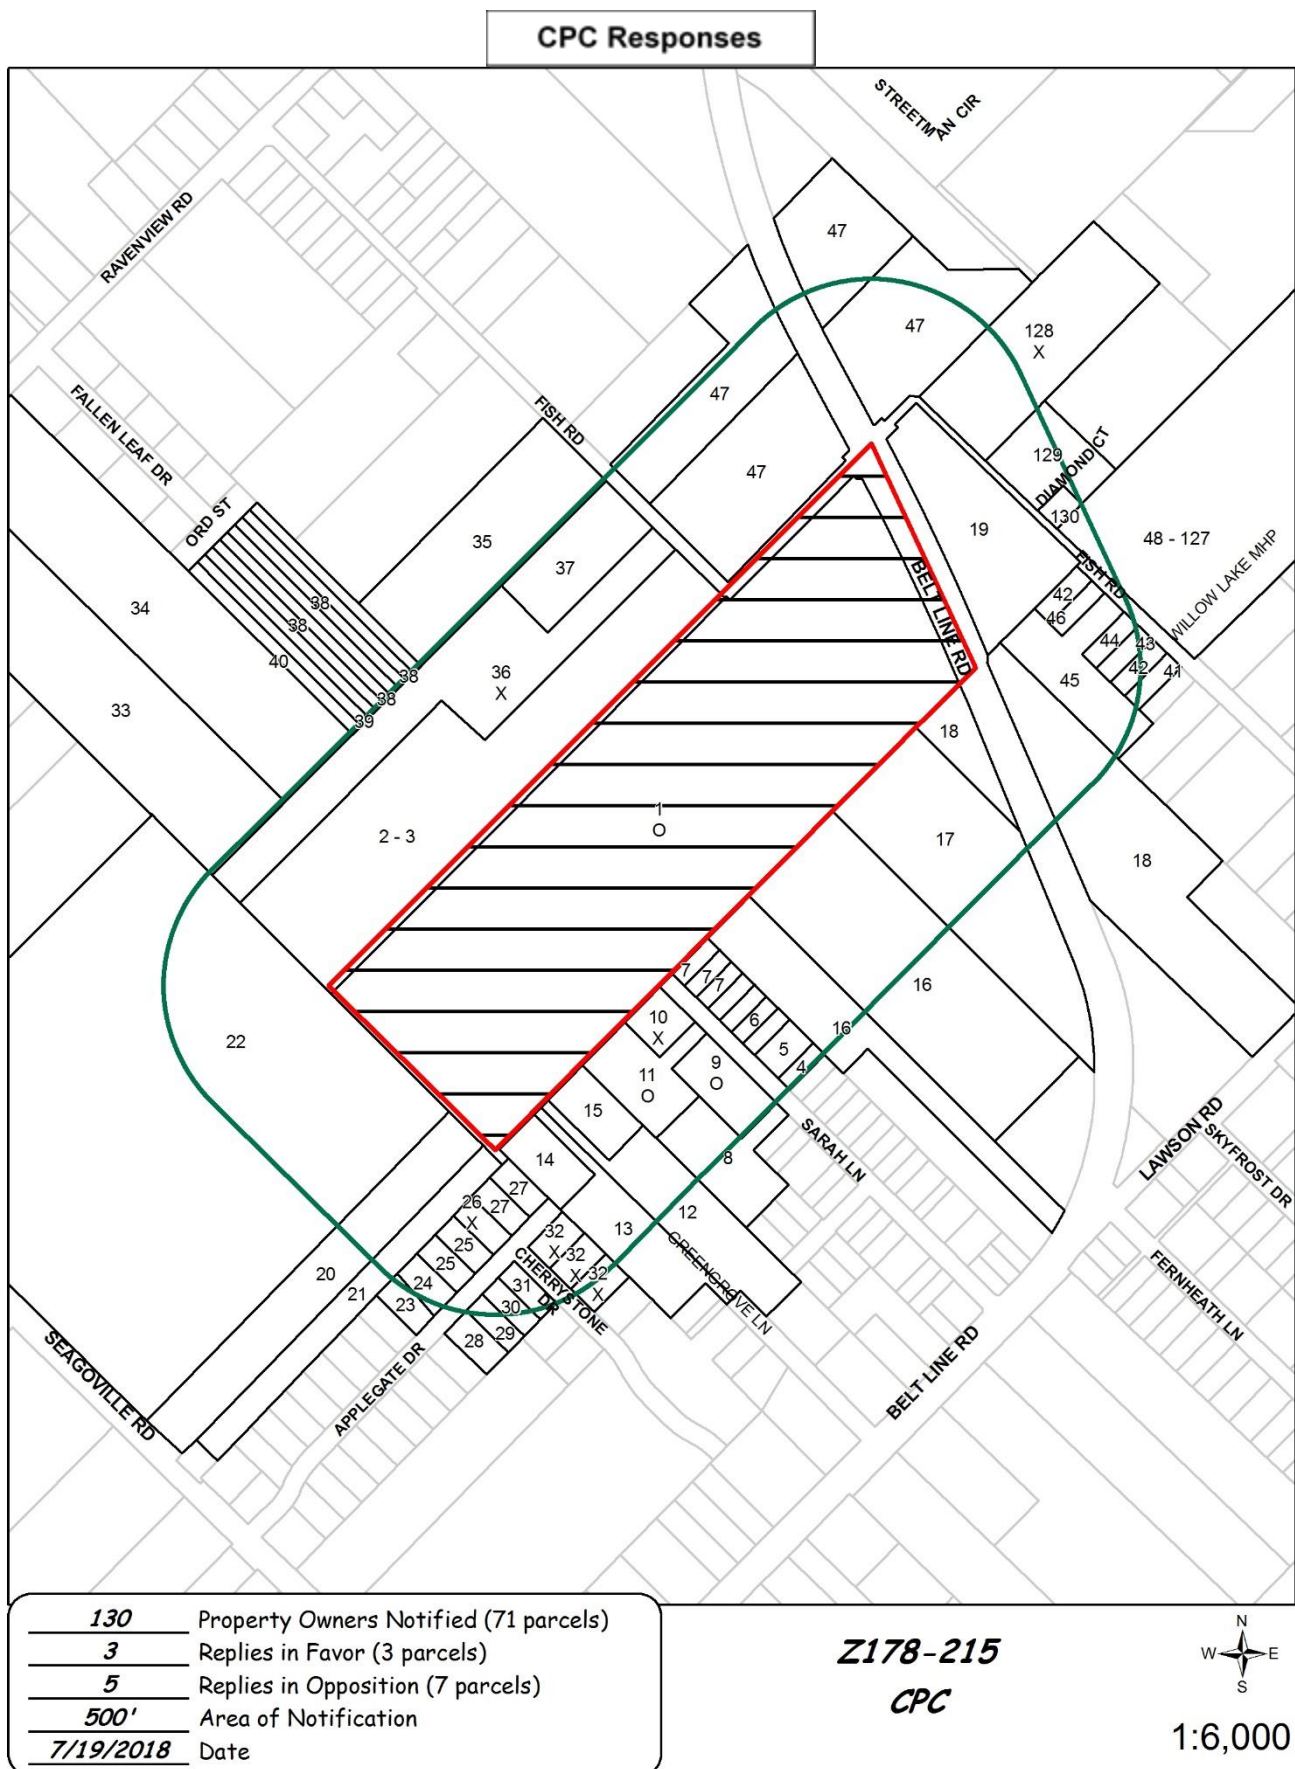 CPC Responses
STREETMAN CIR
RAVENVIEW RD
47
47
128
X
FISH RD
47
FALLEN LEAF DR
129
DIAMOND CT
47
130
ORD ST
19
48 - 127
35
37
BELT LINE RD
FISH RD
WILLOW LAKE MHP
34
38
42
46
38
44
43
40
36
X
38
45
42
41
33
38
39
18
1
O
2 - 3
17
18
7
7
7
16
10
X
6
16
22
5
9
O
4
11
O
15
SARAH LN
LAWSON RD
SKYFROST DR
14
8
27
26
X
27
12
32
X
13
25
32
X
GREENGROVE LN
25
32
X
CHERRYSTONE DR
20
24
31
FERNHEATH LN
21
23
30
28
29
SEAGOVILLE RD
APPLEGATE DR
BELT LINE RD
130 Property Owners Notified (71 parcels)
3 Replies in Favor (3 parcels)
5 Replies in Opposition (7 parcels)
500' Area of Notification
7/19/2018 Date
Z178-215
CPC
N
W E
S
1:6,000